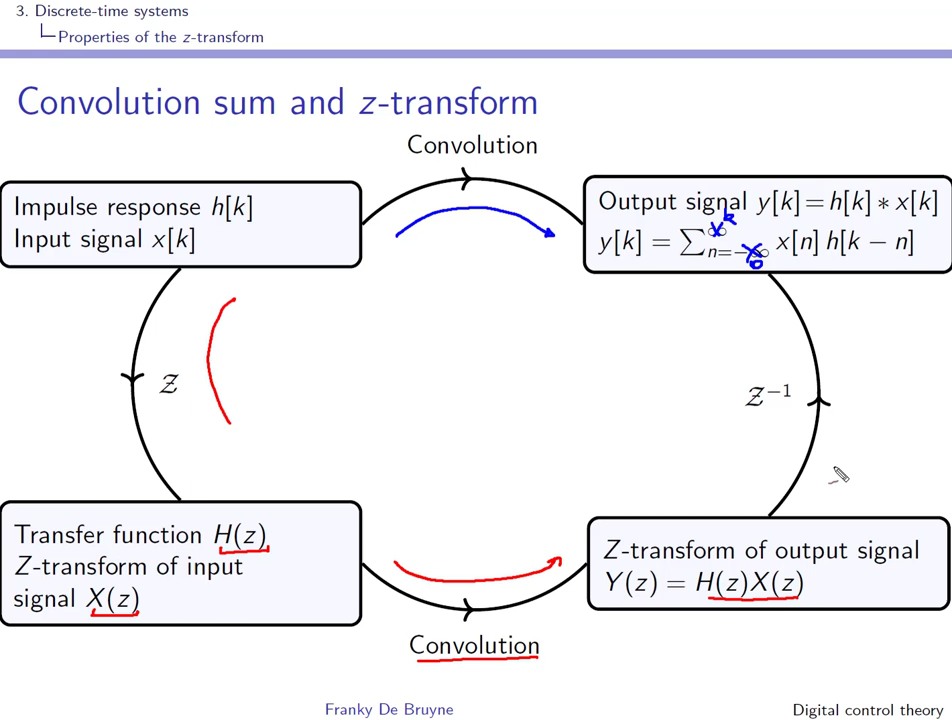 3. Discrete-time systems
Properties of the z-transform
Convolution sum and z-transform
Convolution
Impulse response h[k]
Input signal x[k]
Output signal y[k] = h[k] ∗ x[k]
k
y[k] = ∑_{n=−∞}^{∞} x[n] h[k − n]
0
𝒵
𝒵⁻¹
Transfer function H(z)
Z-transform of input
signal X(z)
Z-transform of output signal
Y(z) = H(z)X(z)
Convolution
Franky De Bruyne
Digital control theory